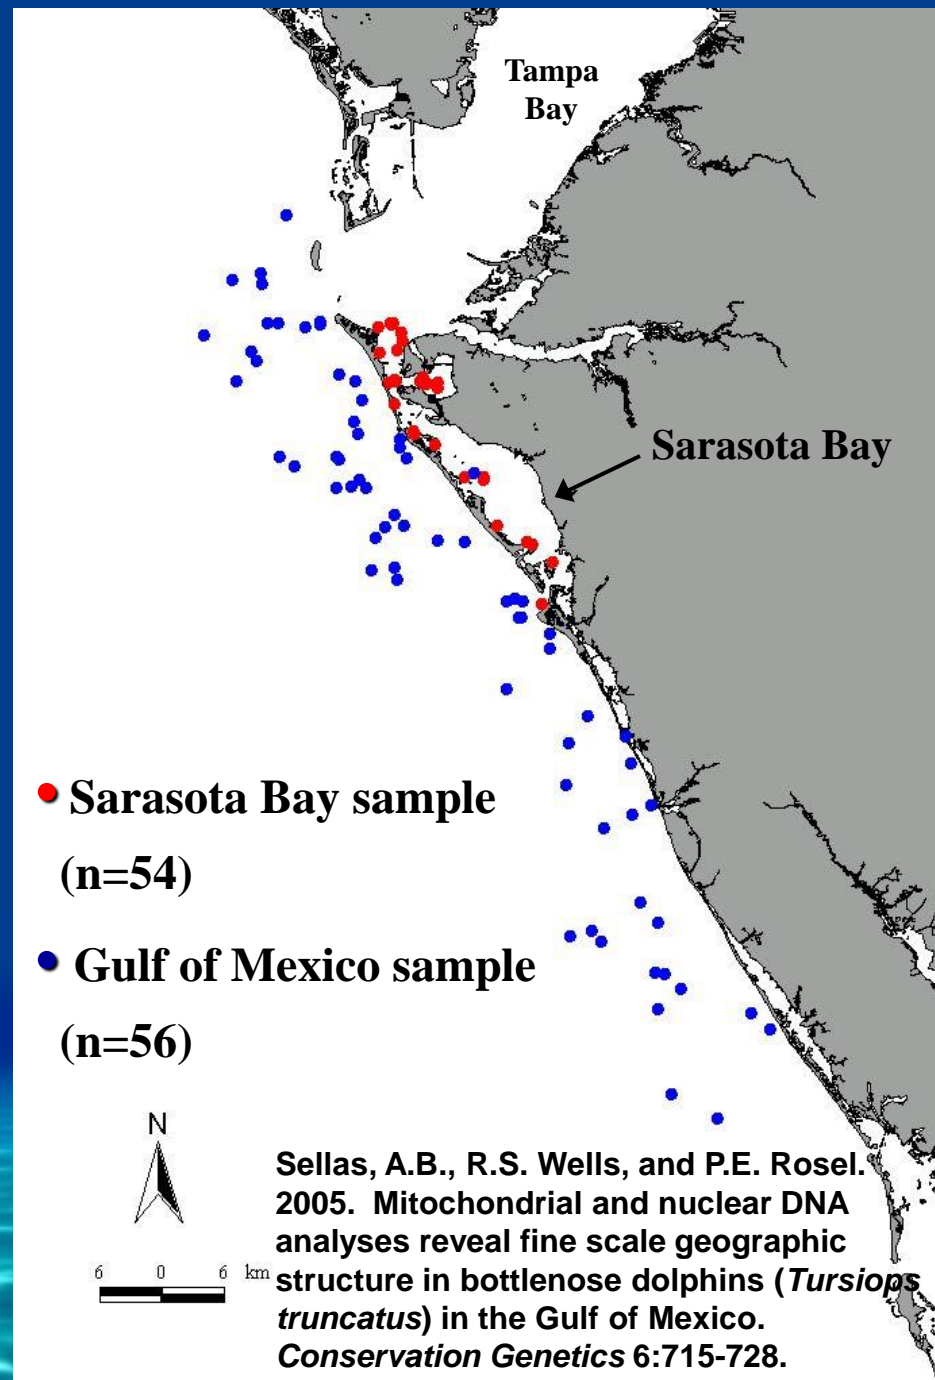 Tampa
Bay
Sarasota Bay
Sarasota Bay sample
(n=54)
Gulf of Mexico sample
(n=56)
N
6 0 6 km
Sellas, A.B., R.S. Wells, and P.E. Rosel.
2005. Mitochondrial and nuclear DNA
analyses reveal fine scale geographic
structure in bottlenose dolphins (Tursiops
truncatus) in the Gulf of Mexico.
Conservation Genetics 6:715-728.